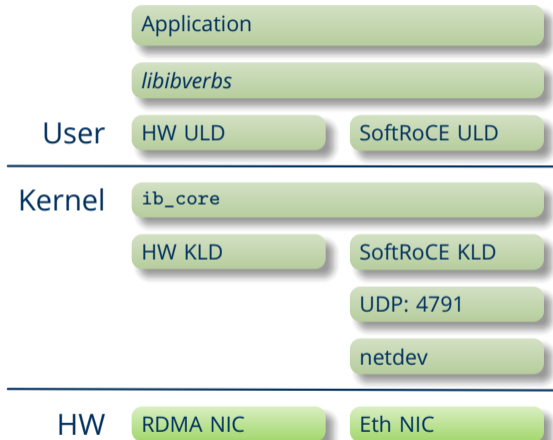 Application
libibverbs
User HW ULD SoftRoCE ULD
Kernel ib_core
HW KLD SoftRoCE KLD
UDP: 4791
netdev
HW RDMA NIC Eth NIC